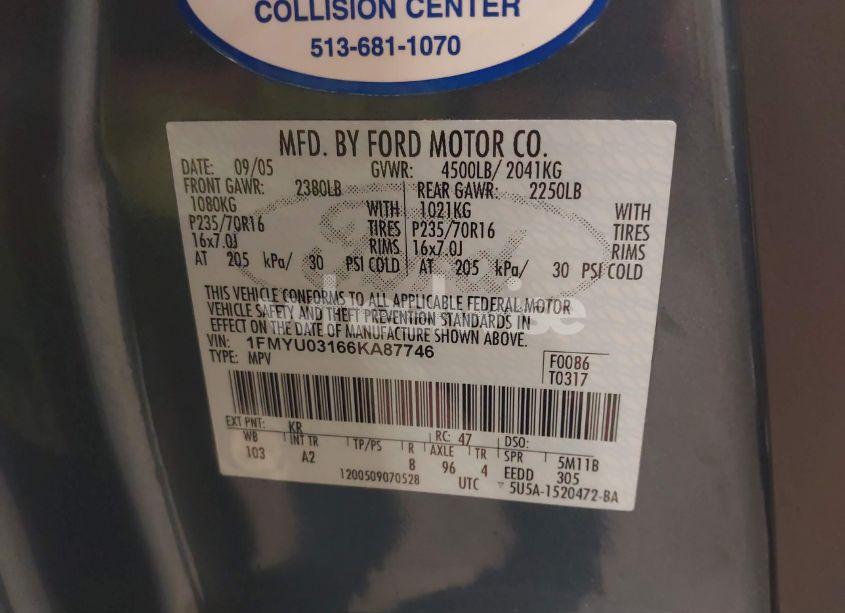 COLLISION CENTER
513-681-1070
MFD. BY FORD MOTOR CO.
DATE: 09/05 GVWR: 4500LB/ 2041KG
FRONT GAWR: 2380LB REAR GAWR: 2250LB
1080KG WITH 1021KG WITH
P235/70R16 TIRES P235/70R16 TIRES
16x7.0J RIMS 16x7.0J RIMS
AT 205 kPa/ 30 PSI COLD AT 205 kPa/ 30 PSI COLD
THIS VEHICLE CONFORMS TO ALL APPLICABLE FEDERAL MOTOR
VEHICLE SAFETY AND THEFT PREVENTION STANDARDS IN
EFFECT ON THE DATE OF MANUFACTURE SHOWN ABOVE.
VIN: 1FMYU03166KA87746
TYPE: MPV
F0086
T0317
EXT PNT: KR RC: 47 DSO:
WB INT TR TP/PS R AXLE TR SPR 5M11B
103 A2 8 96 4 EEDD 305
1200509070528 UTC ▽ 5U5A-1520472-BA